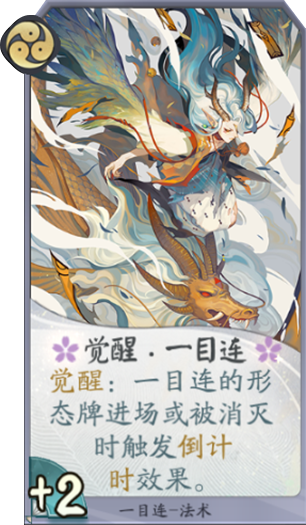 觉醒·一目连
觉醒：一目连的形
态牌进场或被消灭
时触发倒计
时效果。
+2
一目连-法术